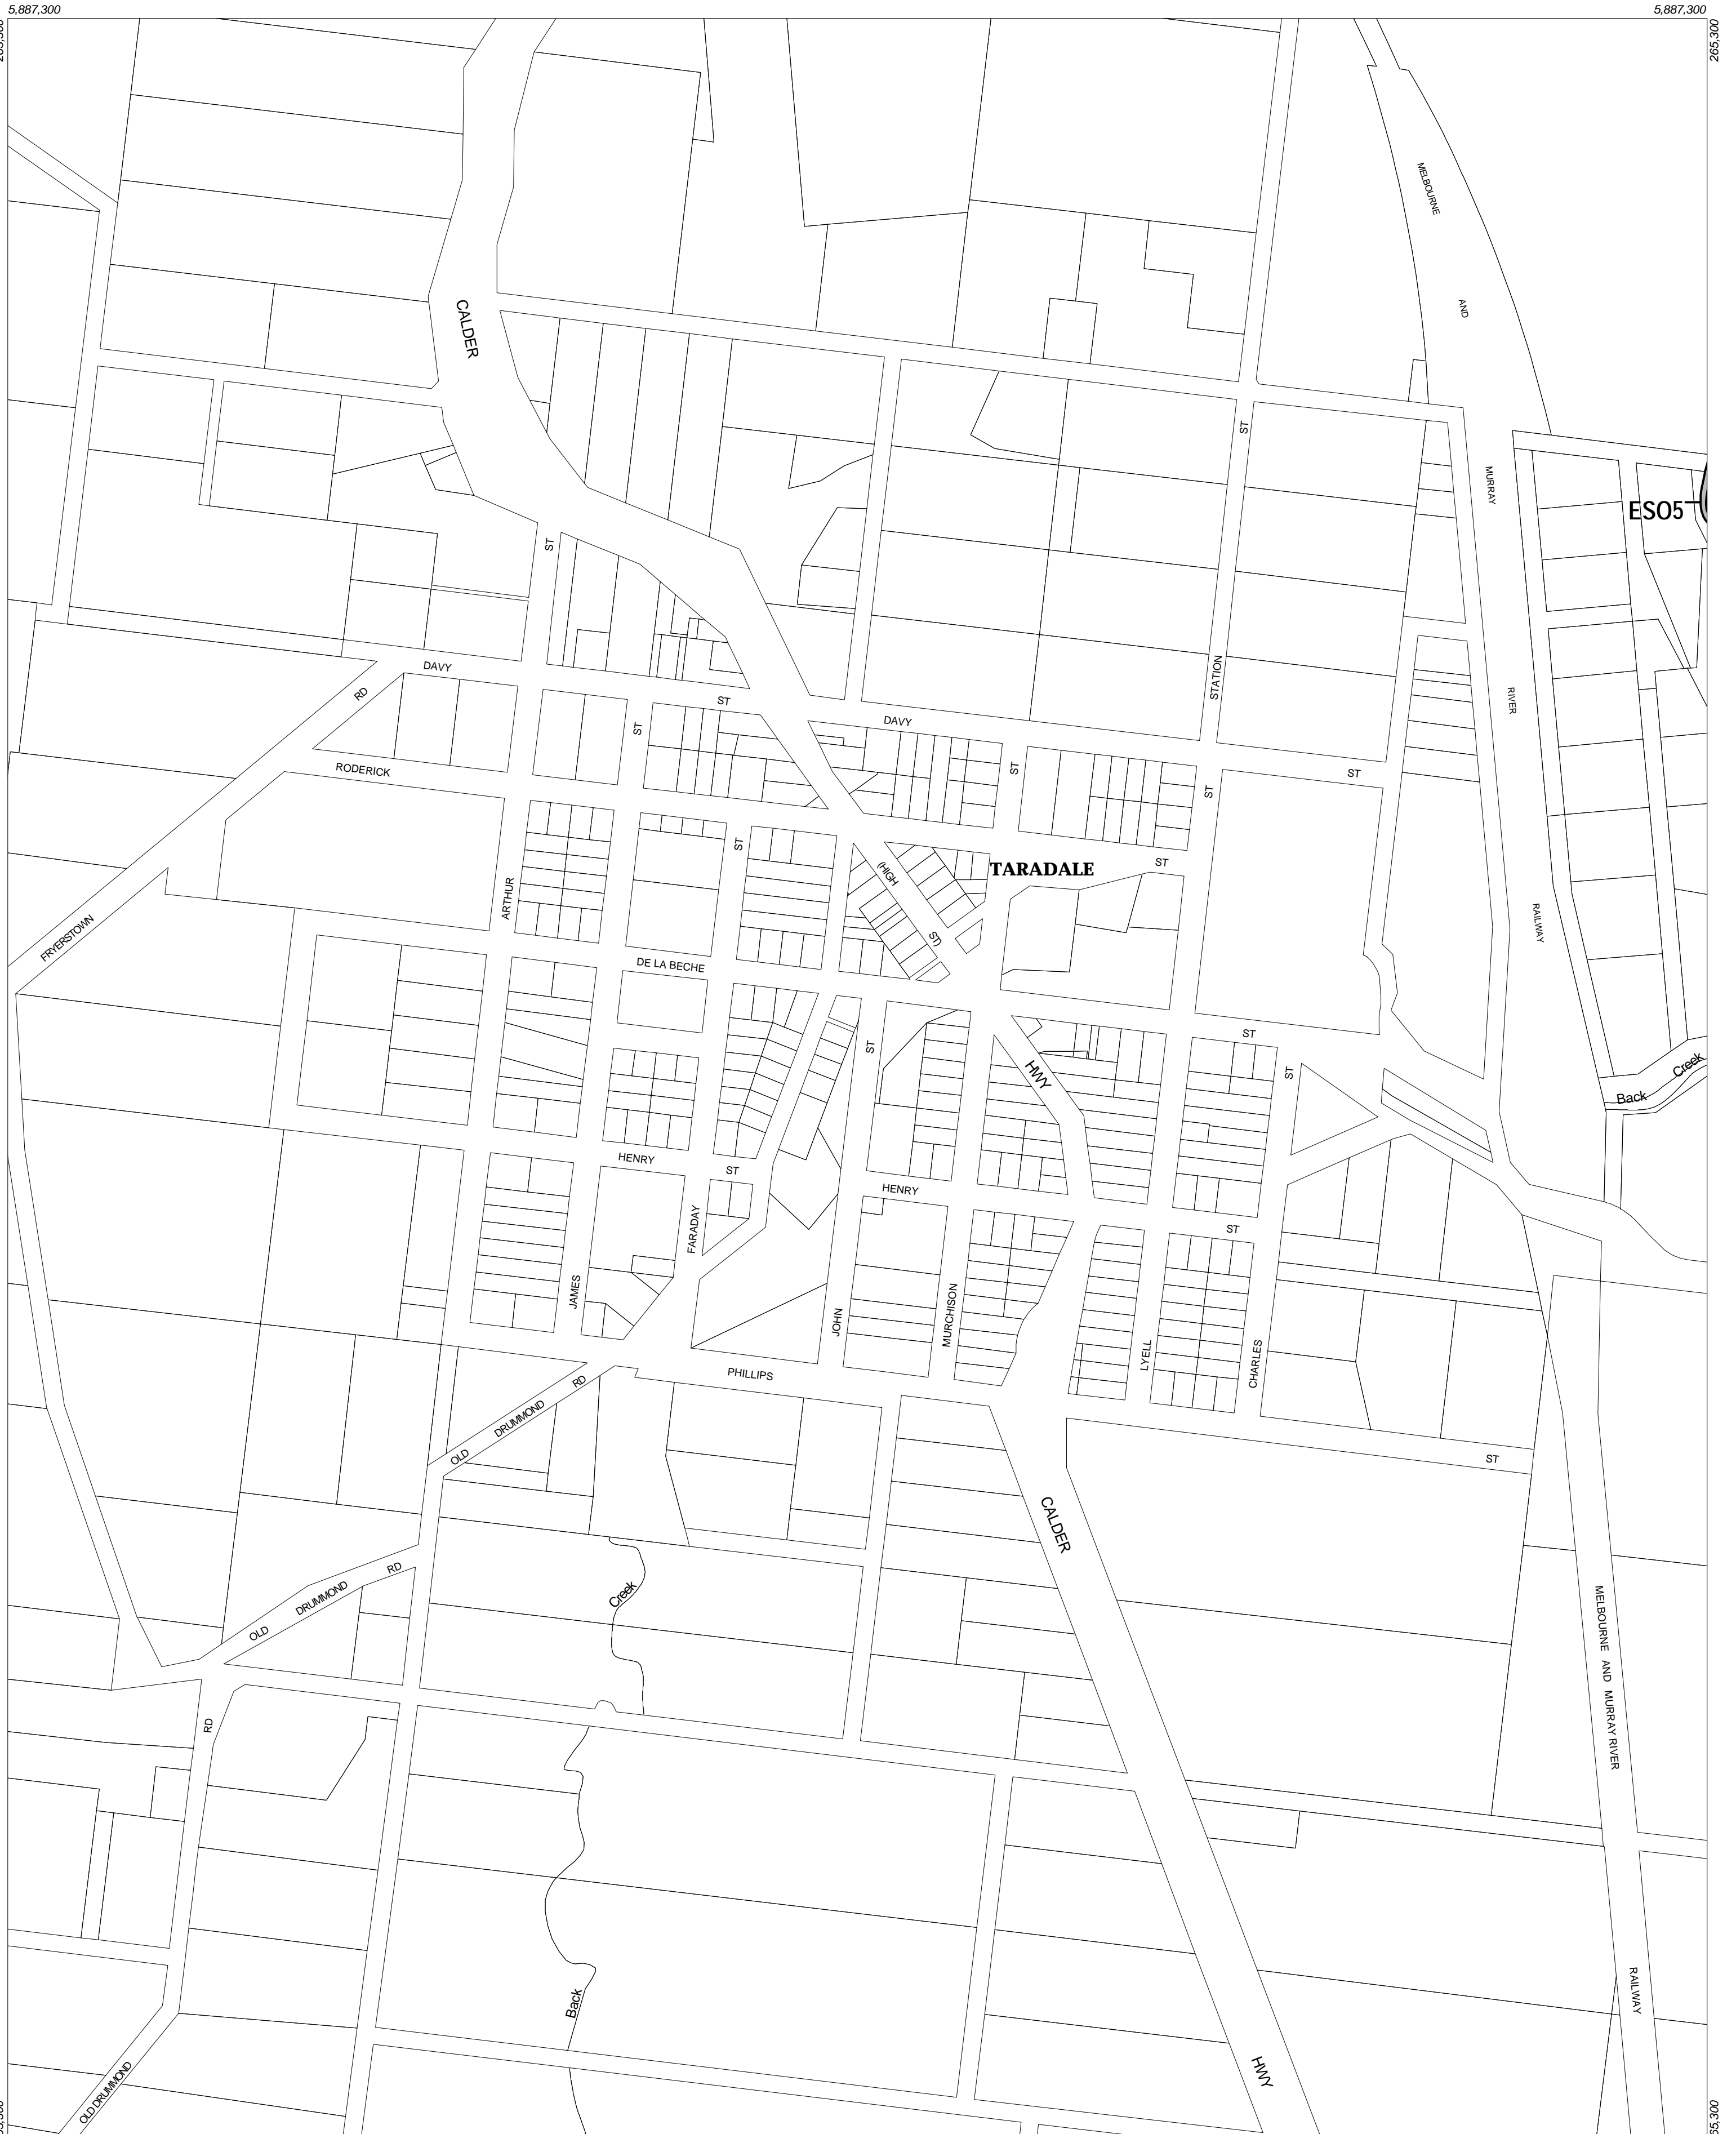 5,887,300
5,887,300
265,300
MELBOURNE
AND
CALDER
ST
MURRAY
ESO5
ST
DAVY
RD
STATION
RIVER
ST
ST
DAVY
RODERICK
ST
ST
ST
ST
ST
TARADALE
(HIGH
ARTHUR
FRYERSTOWN
RAILWAY
ST)
DE LA BECHE
ST
ST
HWY
ST
Creek
Back
HENRY
ST
HENRY
FARADAY
ST
JAMES
JOHN
MURCHISON
LYELL
CHARLES
PHILLIPS
RD
DRUMMOND
OLD
ST
CALDER
RD
DRUMMOND
OLD
Creek
MELBOURNE AND MURRAY RIVER
RD
RAILWAY
Back
HWY
OLD DRUMMOND